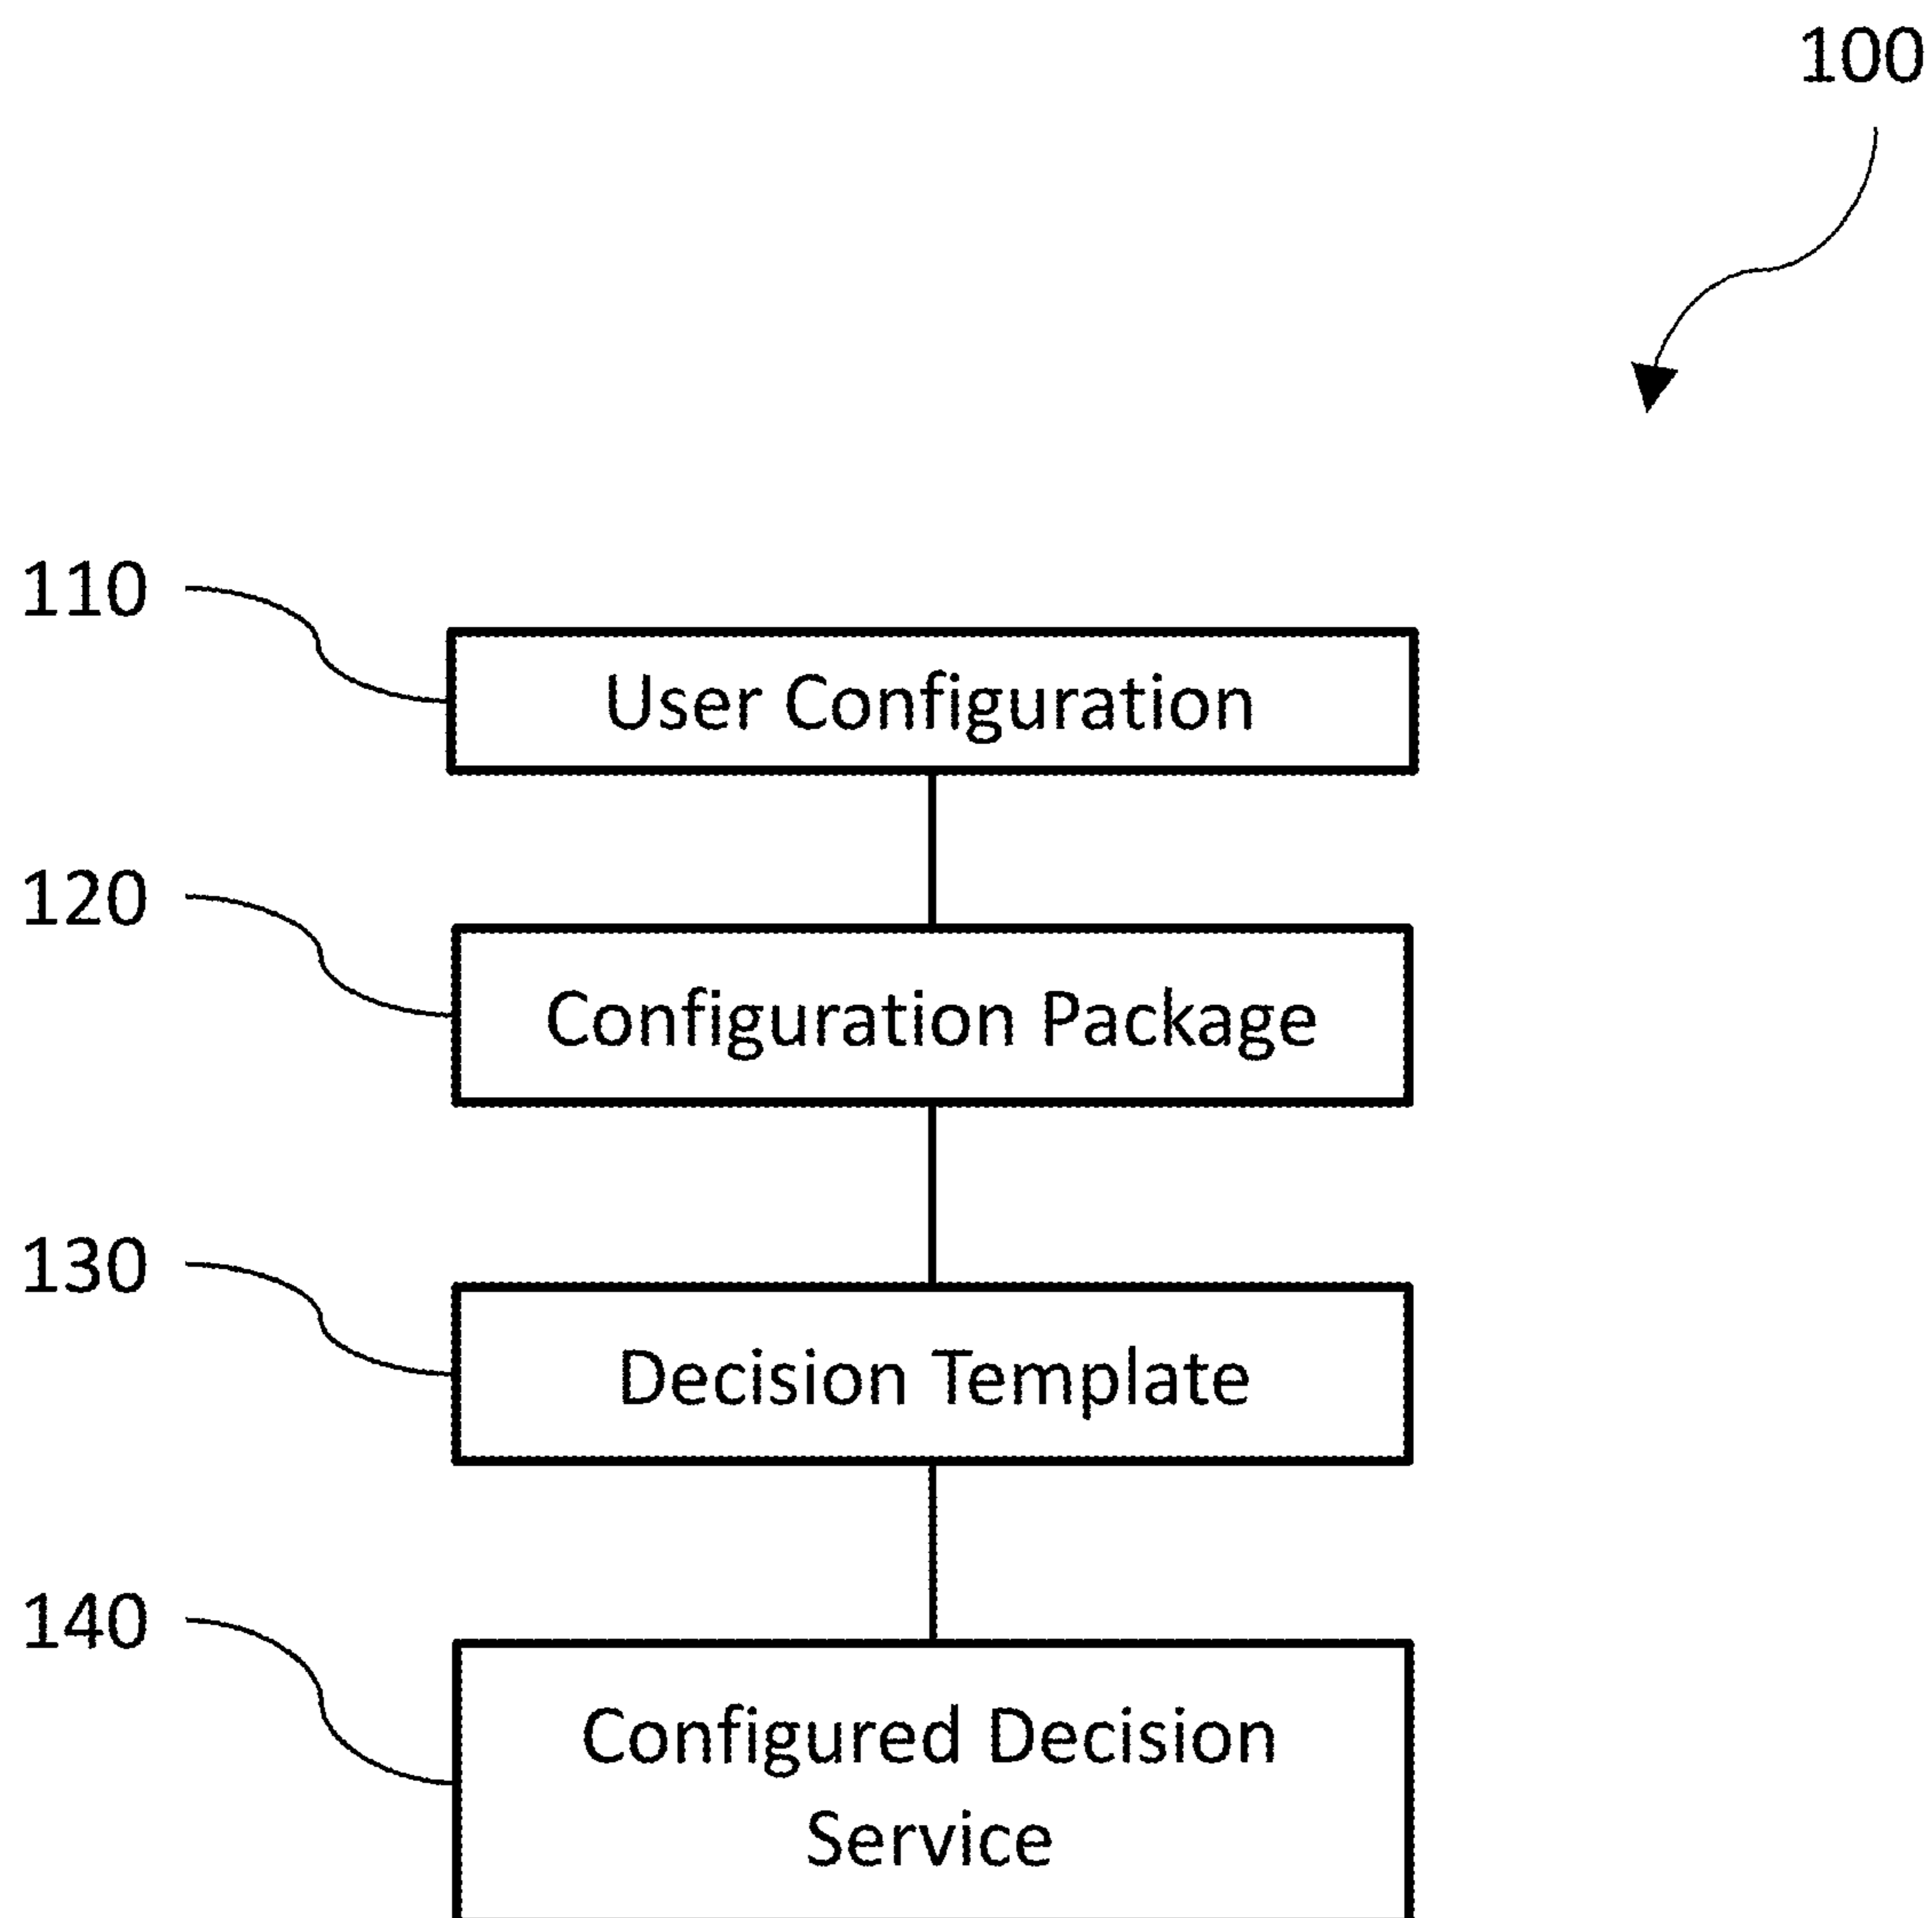 100
110
User Configuration
120
Configuration Package
130
Decision Template
140
Configured Decision
Service